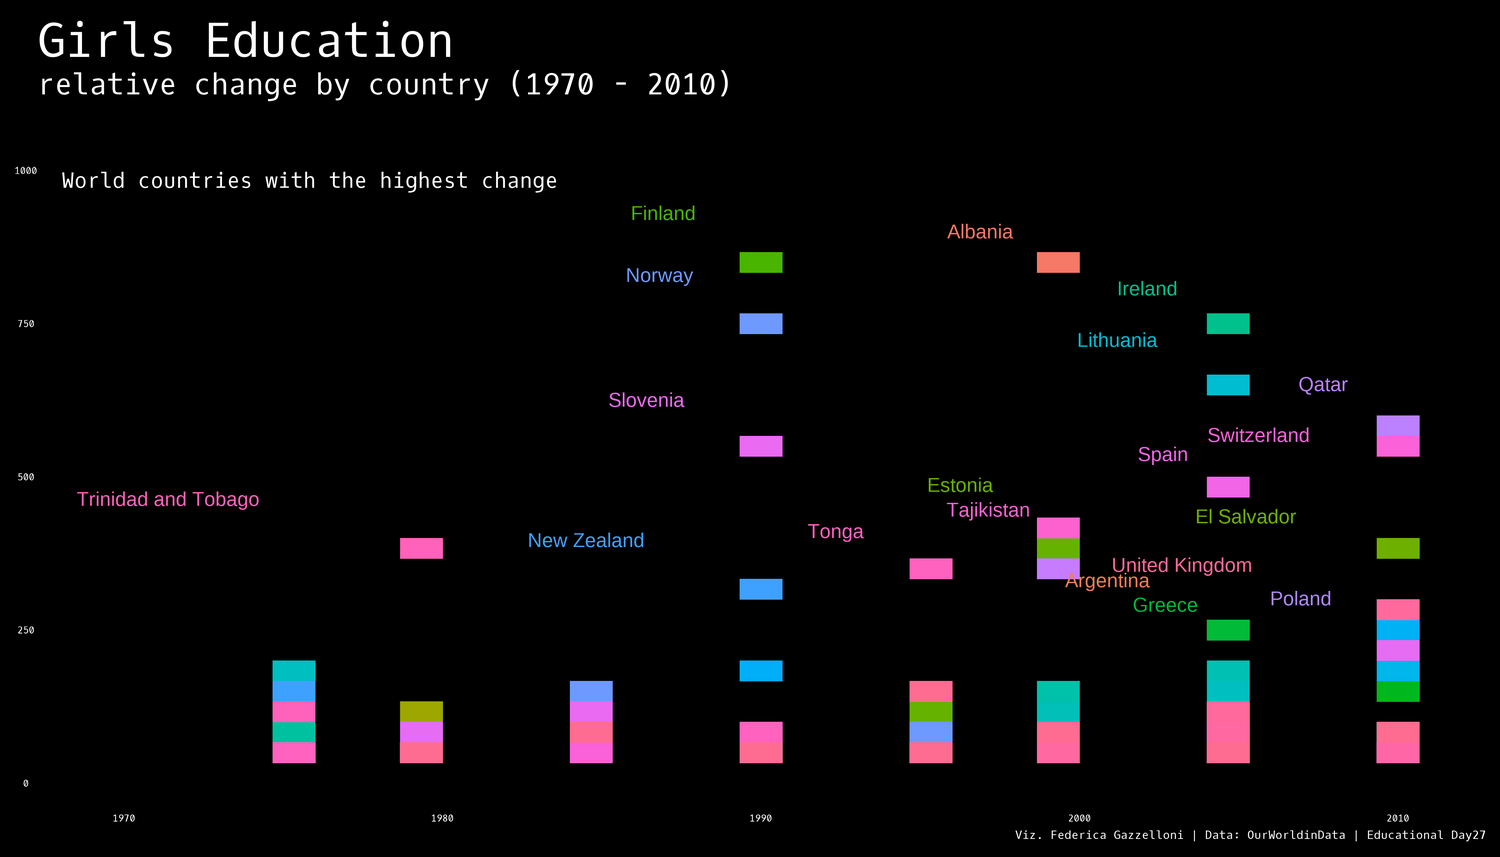 Girls Education
relative change by country (1970 - 2010)
1000
World countries with the highest change
Finland
Albania
Norway
Ireland
750
Lithuania
Qatar
Slovenia
Switzerland
Spain
500
Estonia
Trinidad and Tobago
Tajikistan
El Salvador
Tonga
New Zealand
United Kingdom
Argentina
Poland
Greece
250
0
1970 1980 1990 2000 2010
Viz. Federica Gazzelloni | Data: OurWorldinData | Educational Day27